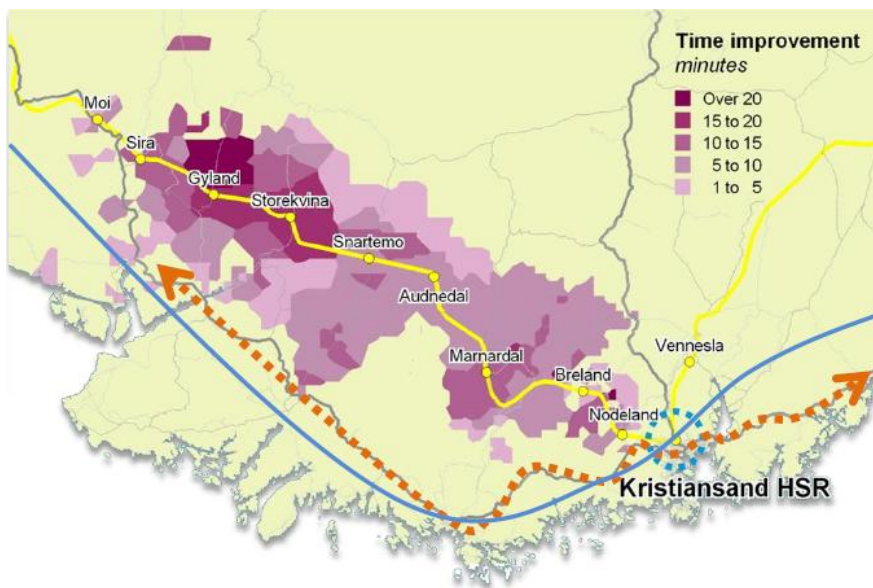 Time improvement
minutes
Over 20
15 to 20
10 to 15
5 to 10
1 to 5
Moi
Sira
Gyland
Storekvina
Snartemo
Audnedal
Marnardal
Breland
Vennesla
Nodeland
Kristiansand HSR